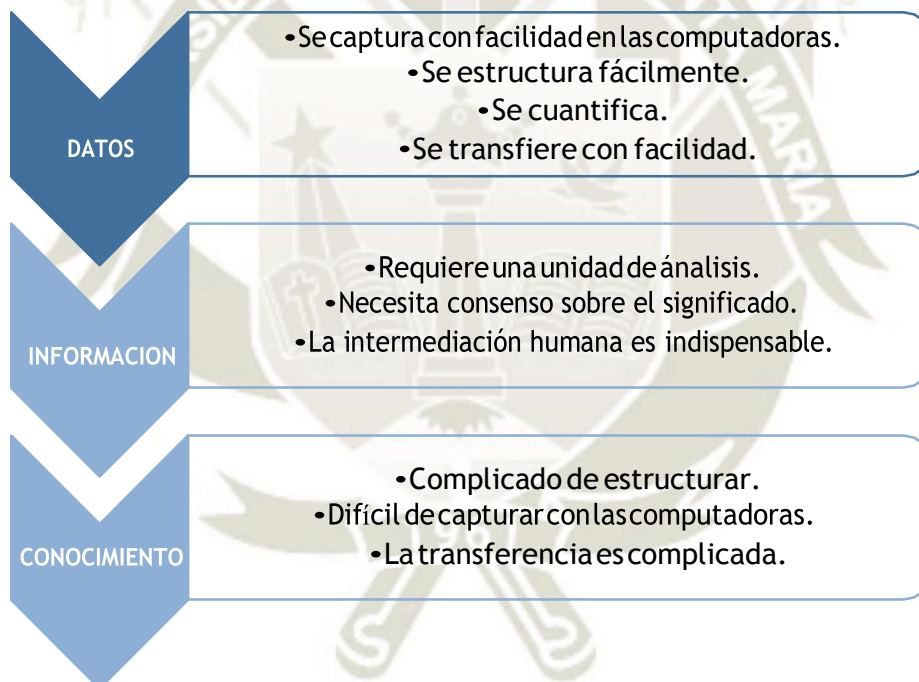 •Se captura con facilidad en las computadoras.
•Se estructura fácilmente.
•Se cuantifica.
•Se transfiere con facilidad.
DATOS
•Requiere una unidad de ánalisis.
•Necesita consenso sobre el significado.
•La intermediación humana es indispensable.
INFORMACION
•Complicado de estructurar.
•Difícil de capturar con las computadoras.
•La transferencia es complicada.
CONOCIMIENTO
MARIA